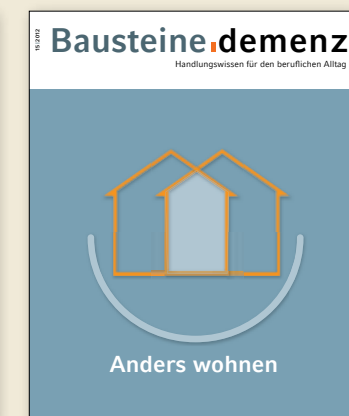 15|2012
Bausteine.demenz
Handlungswissen für den beruflichen Alltag
Anders wohnen